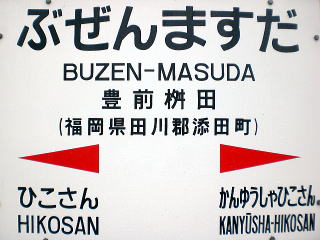 ぶぜんますだ
BUZEN-MASUDA
豊前桝田
(福岡県田川郡添田町)
ひこさん かんゆうしゃひこさん
HIKOSAN KANYŪSHA-HIKOSAN